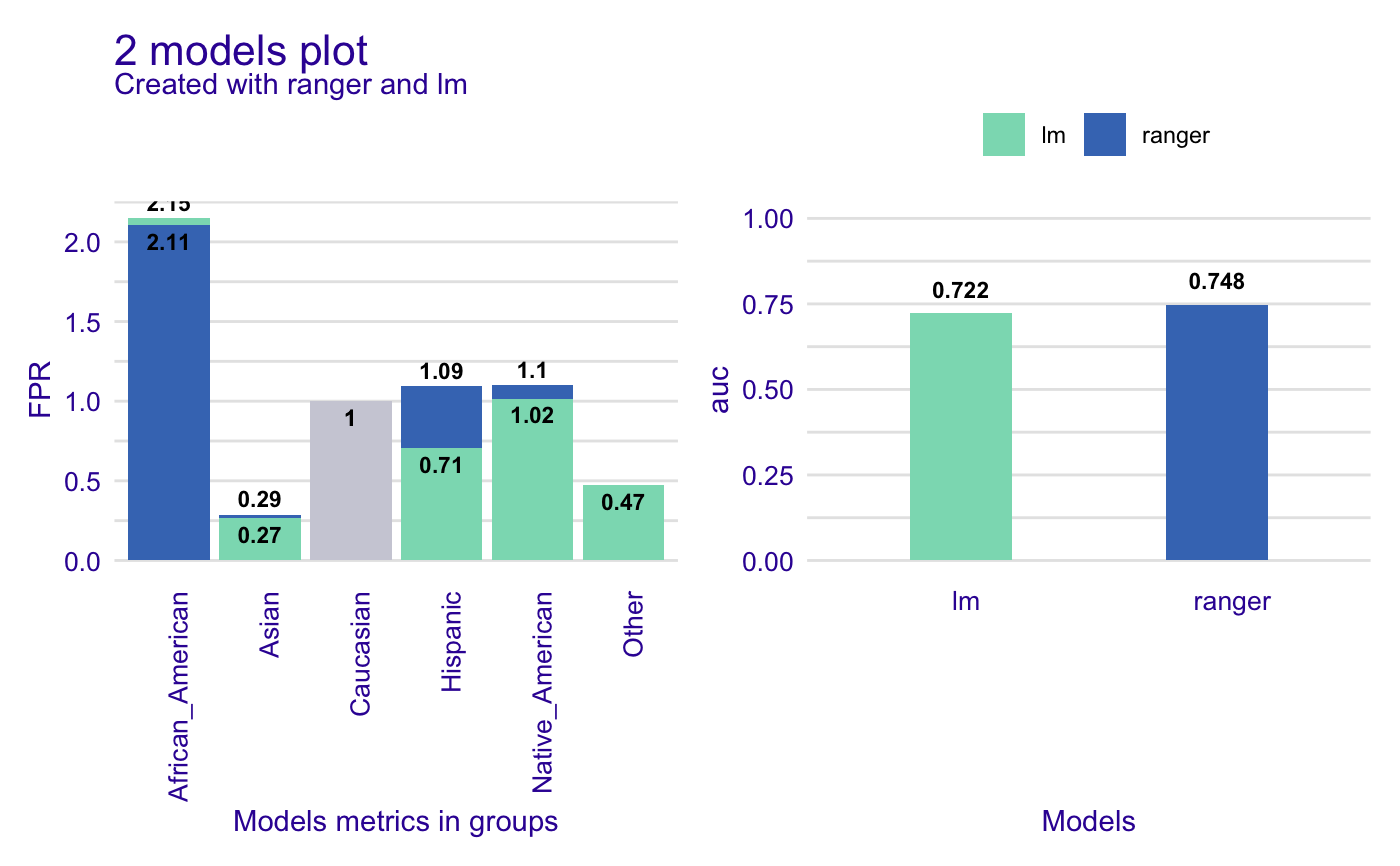 2 models plot
Created with ranger and lm
lm ranger
FPR
2.0
1.5
1.0
0.5
0.0
2.15
2.11
0.29
0.27
1
1.09
0.71
1.1
1.02
0.47
African_American
Asian
Caucasian
Hispanic
Native_American
Other
Models metrics in groups
auc
1.00
0.75
0.50
0.25
0.00
0.722
0.748
lm
ranger
Models